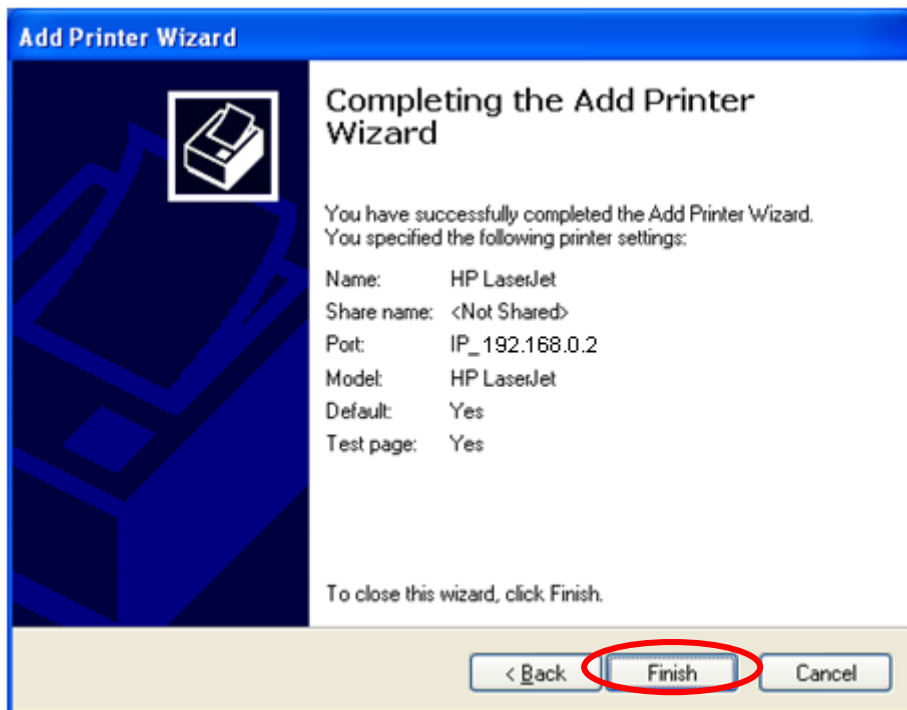 Add Printer Wizard
Completing the Add Printer
Wizard
You have successfully completed the Add Printer Wizard.
You specified the following printer settings:
Name: HP LaserJet
Share name: <Not Shared>
Port: IP_192.168.0.2
Model: HP LaserJet
Default: Yes
Test page: Yes
To close this wizard, click Finish.
< Back Finish Cancel